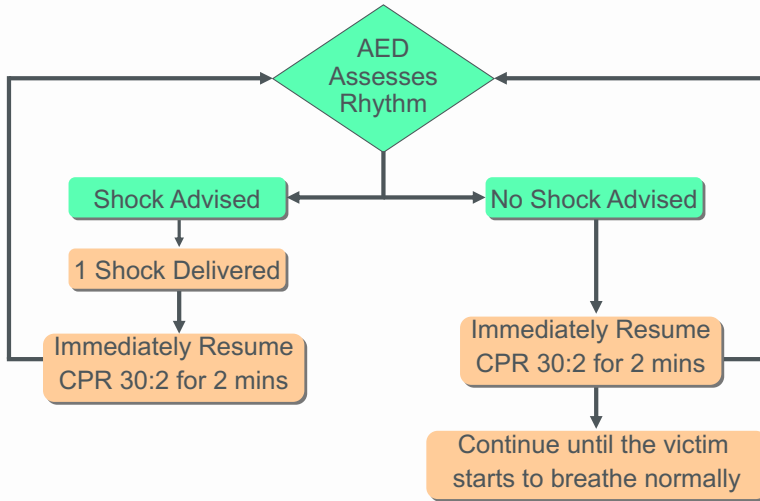 AED
Assesses
Rhythm
Shock Advised
No Shock Advised
1 Shock Delivered
Immediately Resume
CPR 30:2 for 2 mins
Immediately Resume
CPR 30:2 for 2 mins
Continue until the victim
starts to breathe normally